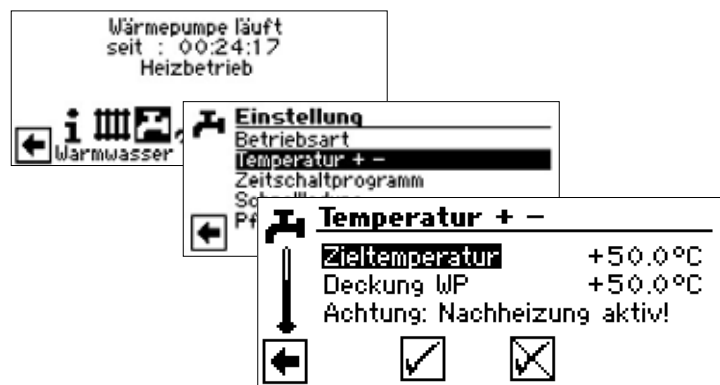 Wärmepumpe läuft
seit : 00:24:17
Heizbetrieb
Warmwasser
Einstellung
Betriebsart
Temperatur + -
Zeitschaltprogramm
Temperatur + -
Zieltemperatur +50.0°C
Deckung WP +50.0°C
Achtung: Nachheizung aktiv!